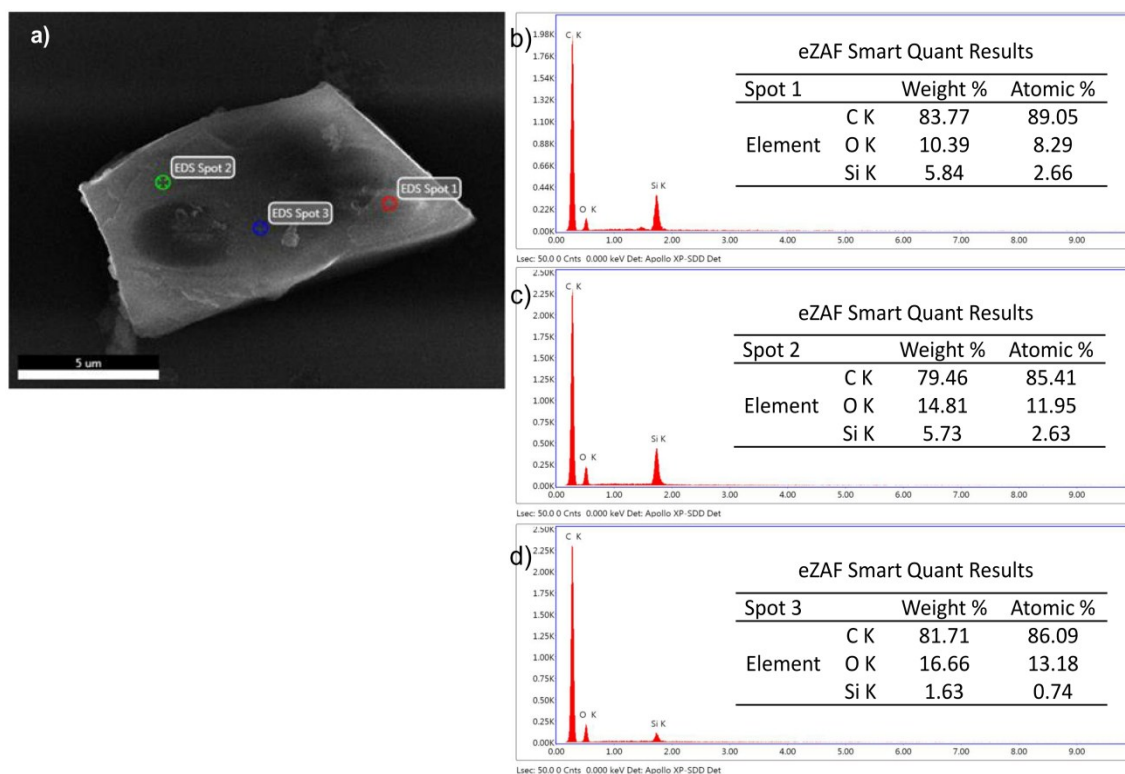 a)
EDS Spot 2
EDS Spot 1
EDS Spot 3
5 um
b)
1.98K
1.76K
1.54K
1.32K
1.10K
0.88K
0.66K
0.44K
0.22K
0.00K
C K
O K
Si K
0.00 1.00 2.00 3.00 4.00 5.00 6.00 7.00 8.00 9.00
Lsec: 50.0 0 Cnts 0.000 keV Det: Apollo XP-SDD Det
eZAF Smart Quant Results
Spot 1 Weight % Atomic %
C K 83.77 89.05
Element O K 10.39 8.29
Si K 5.84 2.66
c)
2.50K
2.25K
2.00K
1.75K
1.50K
1.25K
1.00K
0.75K
0.50K
0.25K
0.00K
C K
O K
Si K
0.00 1.00 2.00 3.00 4.00 5.00 6.00 7.00 8.00 9.00
Lsec: 50.0 0 Cnts 0.000 keV Det: Apollo XP-SDD Det
eZAF Smart Quant Results
Spot 2 Weight % Atomic %
C K 79.46 85.41
Element O K 14.81 11.95
Si K 5.73 2.63
d)
2.50K
2.25K
2.00K
1.75K
1.50K
1.25K
1.00K
0.75K
0.50K
0.25K
0.00K
C K
O K
Si K
0.00 1.00 2.00 3.00 4.00 5.00 6.00 7.00 8.00 9.00
Lsec: 50.0 0 Cnts 0.000 keV Det: Apollo XP-SDD Det
eZAF Smart Quant Results
Spot 3 Weight % Atomic %
C K 81.71 86.09
Element O K 16.66 13.18
Si K 1.63 0.74